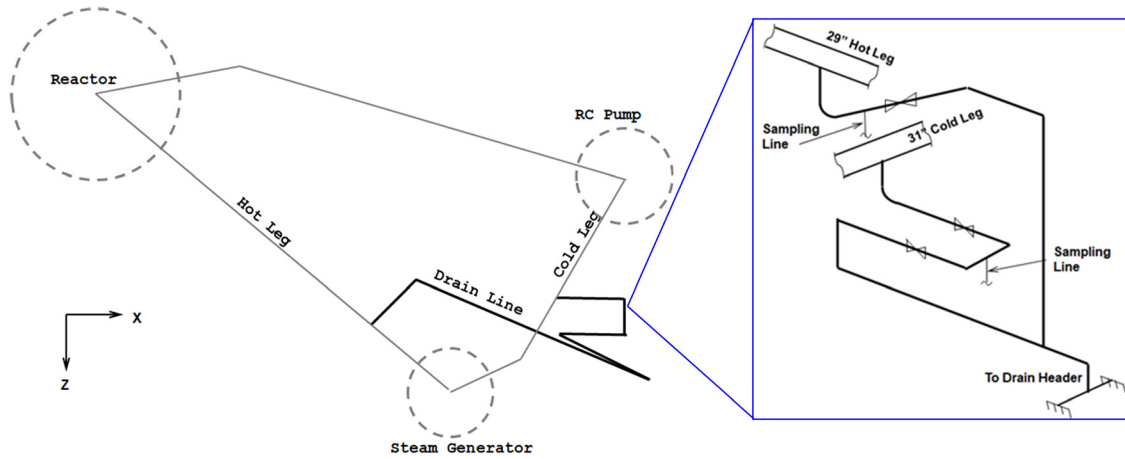 Reactor
RC Pump
Hot Leg
Cold Leg
Drain Line
X
Z
Steam Generator
29" Hot Leg
Sampling
Line
31" Cold Leg
Sampling
Line
To Drain Header